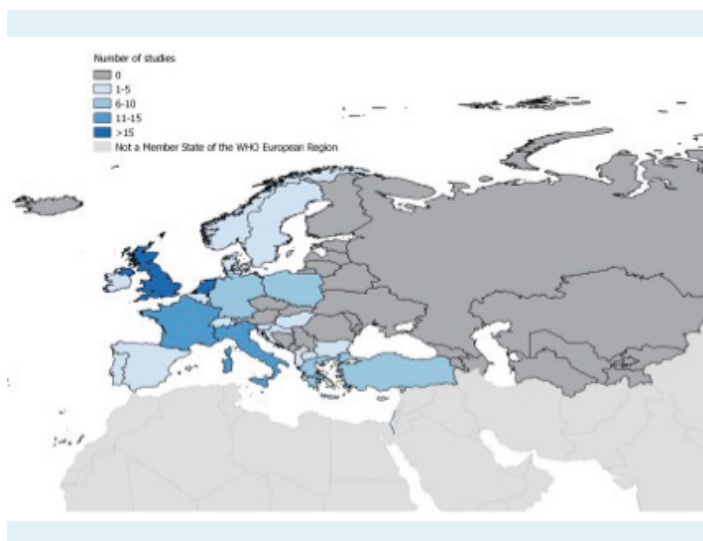 Number of studies
0
1-5
6-10
11-15
>15
Not a Member State of the WHO European Region